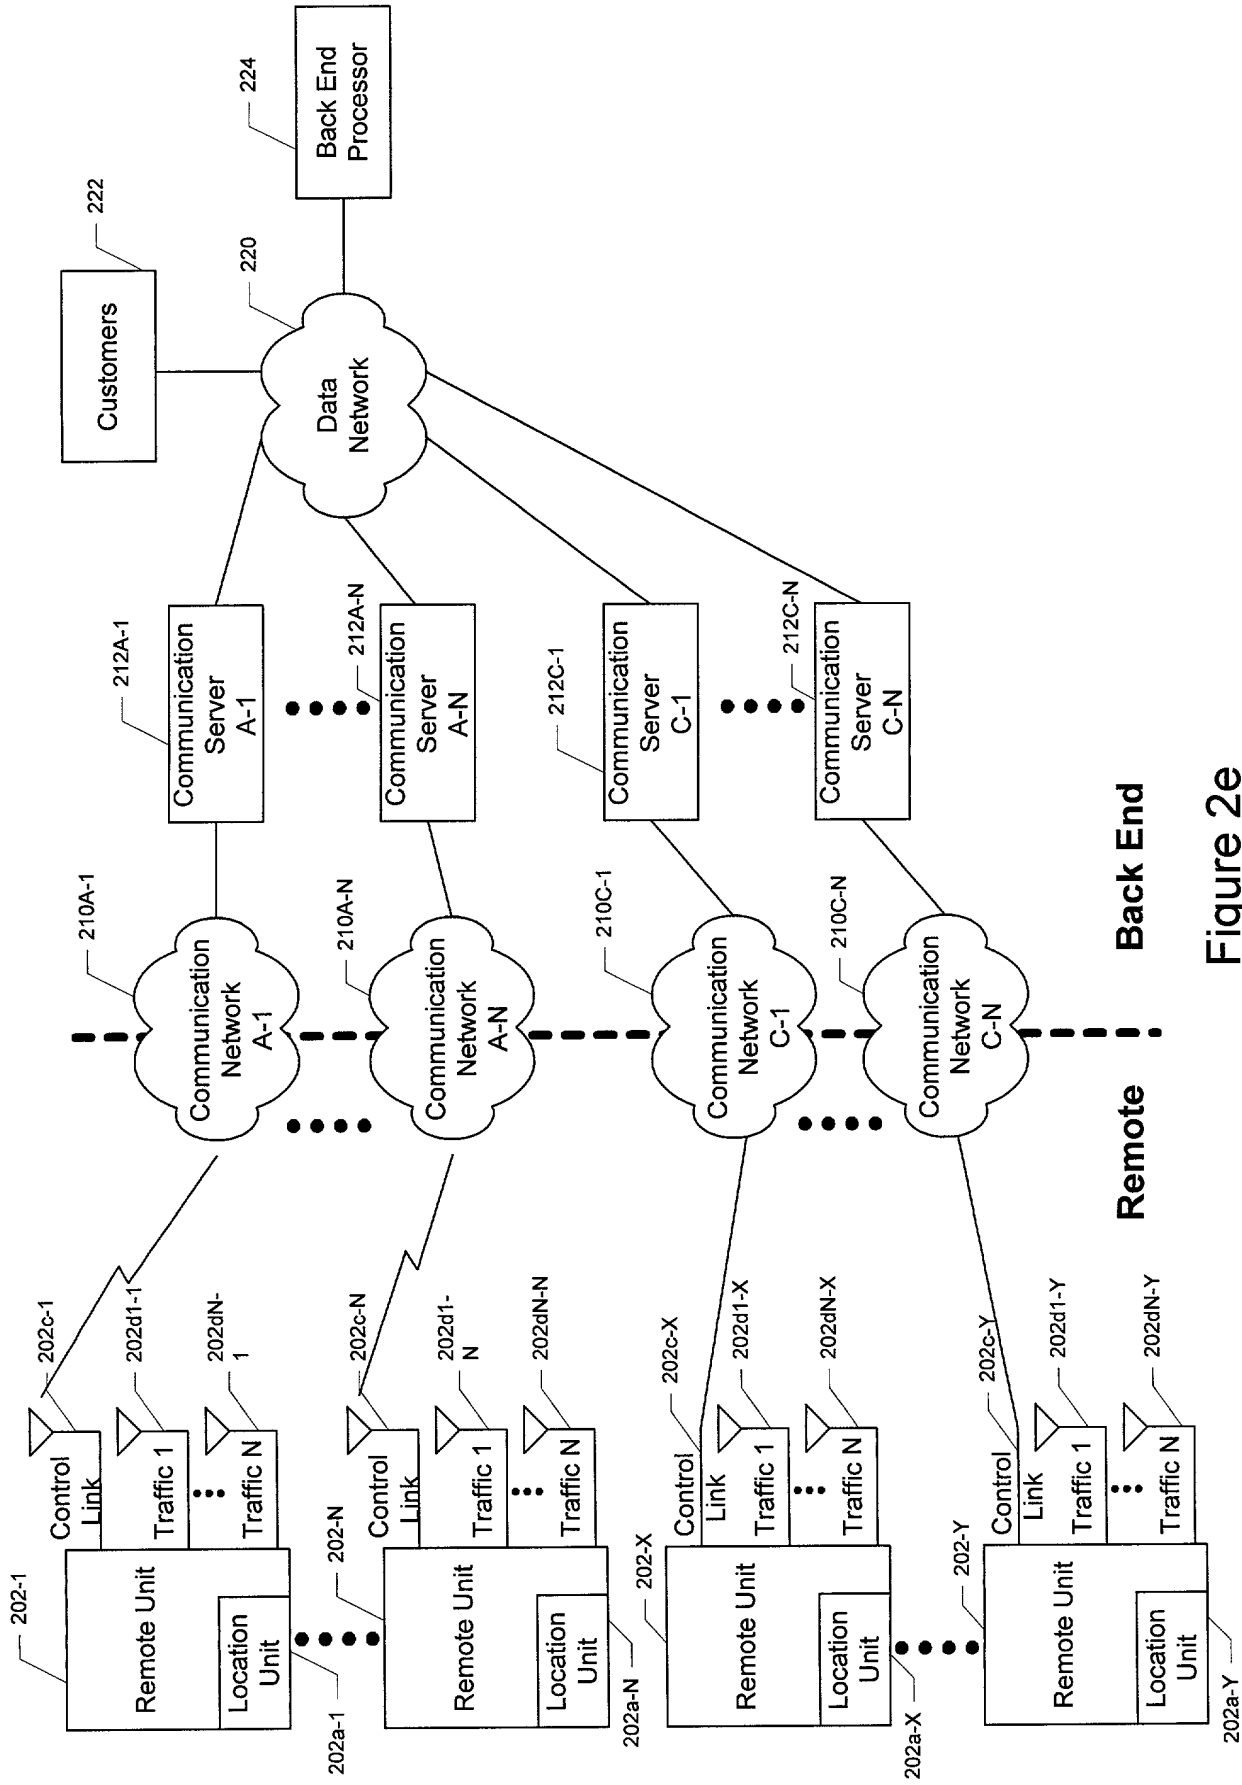 202-1
Remote Unit
Location
Unit
202a-1
Control
Link
Traffic 1
Traffic N
202c-1
202d1-1
202dN-
1
202-N
Remote Unit
Location
Unit
202a-N
Control
Link
Traffic 1
Traffic N
202c-N
202d1-
N
202dN-N
202-X
Remote Unit
Location
Unit
202a-X
Control
Link
Traffic 1
Traffic N
202c-X
202d1-X
202dN-X
202-Y
Remote Unit
Location
Unit
202a-Y
Control
Link
Traffic 1
Traffic N
202c-Y
202d1-Y
202dN-Y
210A-1
Communication
Network
A-1
210A-N
Communication
Network
A-N
210C-1
Communication
Network
C-1
210C-N
Communication
Network
C-N
212A-1
Communication
Server
A-1
212A-N
Communication
Server
A-N
212C-1
Communication
Server
C-1
212C-N
Communication
Server
C-N
220
Data
Network
222
Customers
224
Back End
Processor
Remote
Back End
Figure 2e